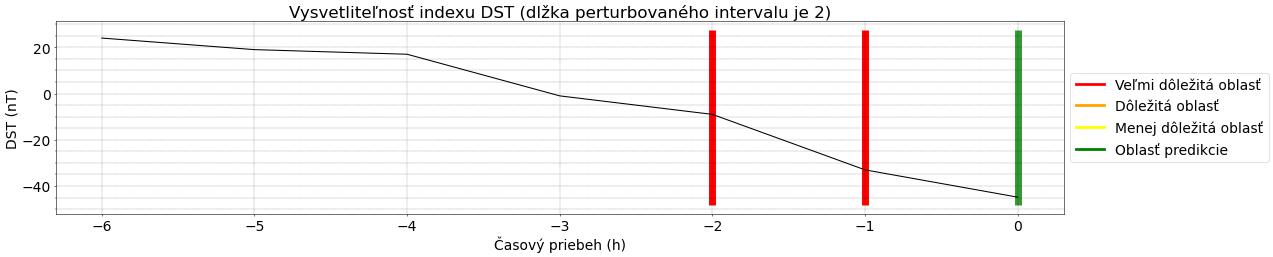 Vysvetliteľnosť indexu DST (dĺžka perturbovaného intervalu je 2)
DST (nT)
20
0
−20
−40
−6 −5 −4 −3 −2 −1 0
Časový priebeh (h)
Veľmi dôležitá oblasť
Dôležitá oblasť
Menej dôležitá oblasť
Oblasť predikcie